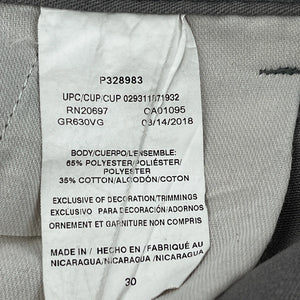 P328983
UPC/CUP/CUP 029311871932
RN20697 CA01095
GR630VG 03/14/2018
BODY/CUERPO/L'ENSEMBLE:
65% POLYESTER/POLIÉSTER/
POLYESTER
35% COTTON/ALGODÓN/COTON
EXCLUSIVE OF DECORATION/TRIMMINGS
EXCLUSIVO PARA DECORACIÓN/ADORNOS
ORNEMENT ET GARNITURE NON COMPRIS
MADE IN / HECHO EN /FABRIQUÉ AU
NICARAGUA/NICARAGUA /NICARAGUA
30